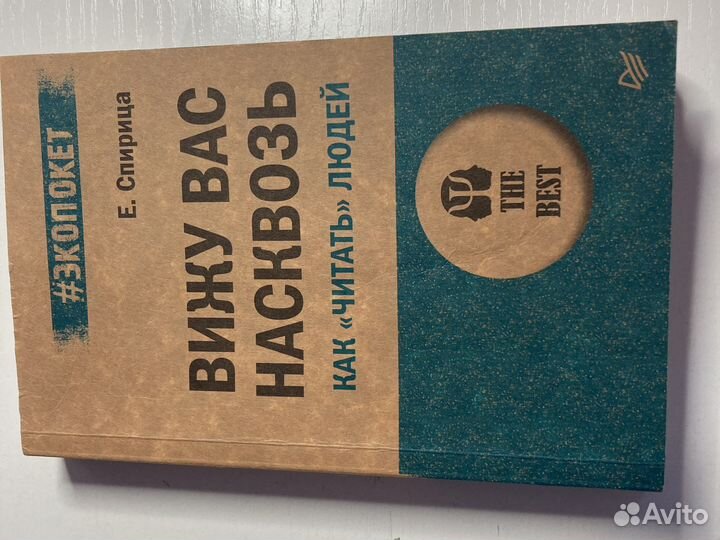 #ЭКОПОКЕТ
Е. Спирица
ВИЖУ ВАС
НАСКВОЗЬ
КАК «ЧИТАТЬ» ЛЮДЕЙ
THE
BEST
Avito